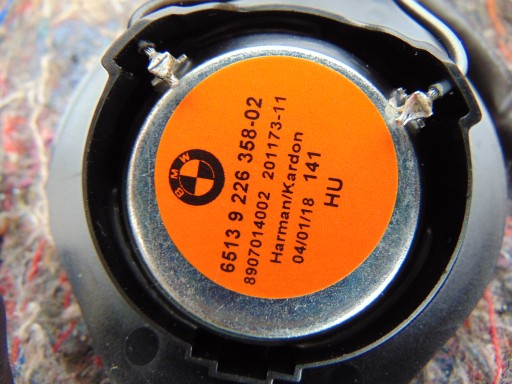 BMW
6513 9 226 358-02
8907014002 201173-11
Harman/Kardon
04/01/18 141
HU